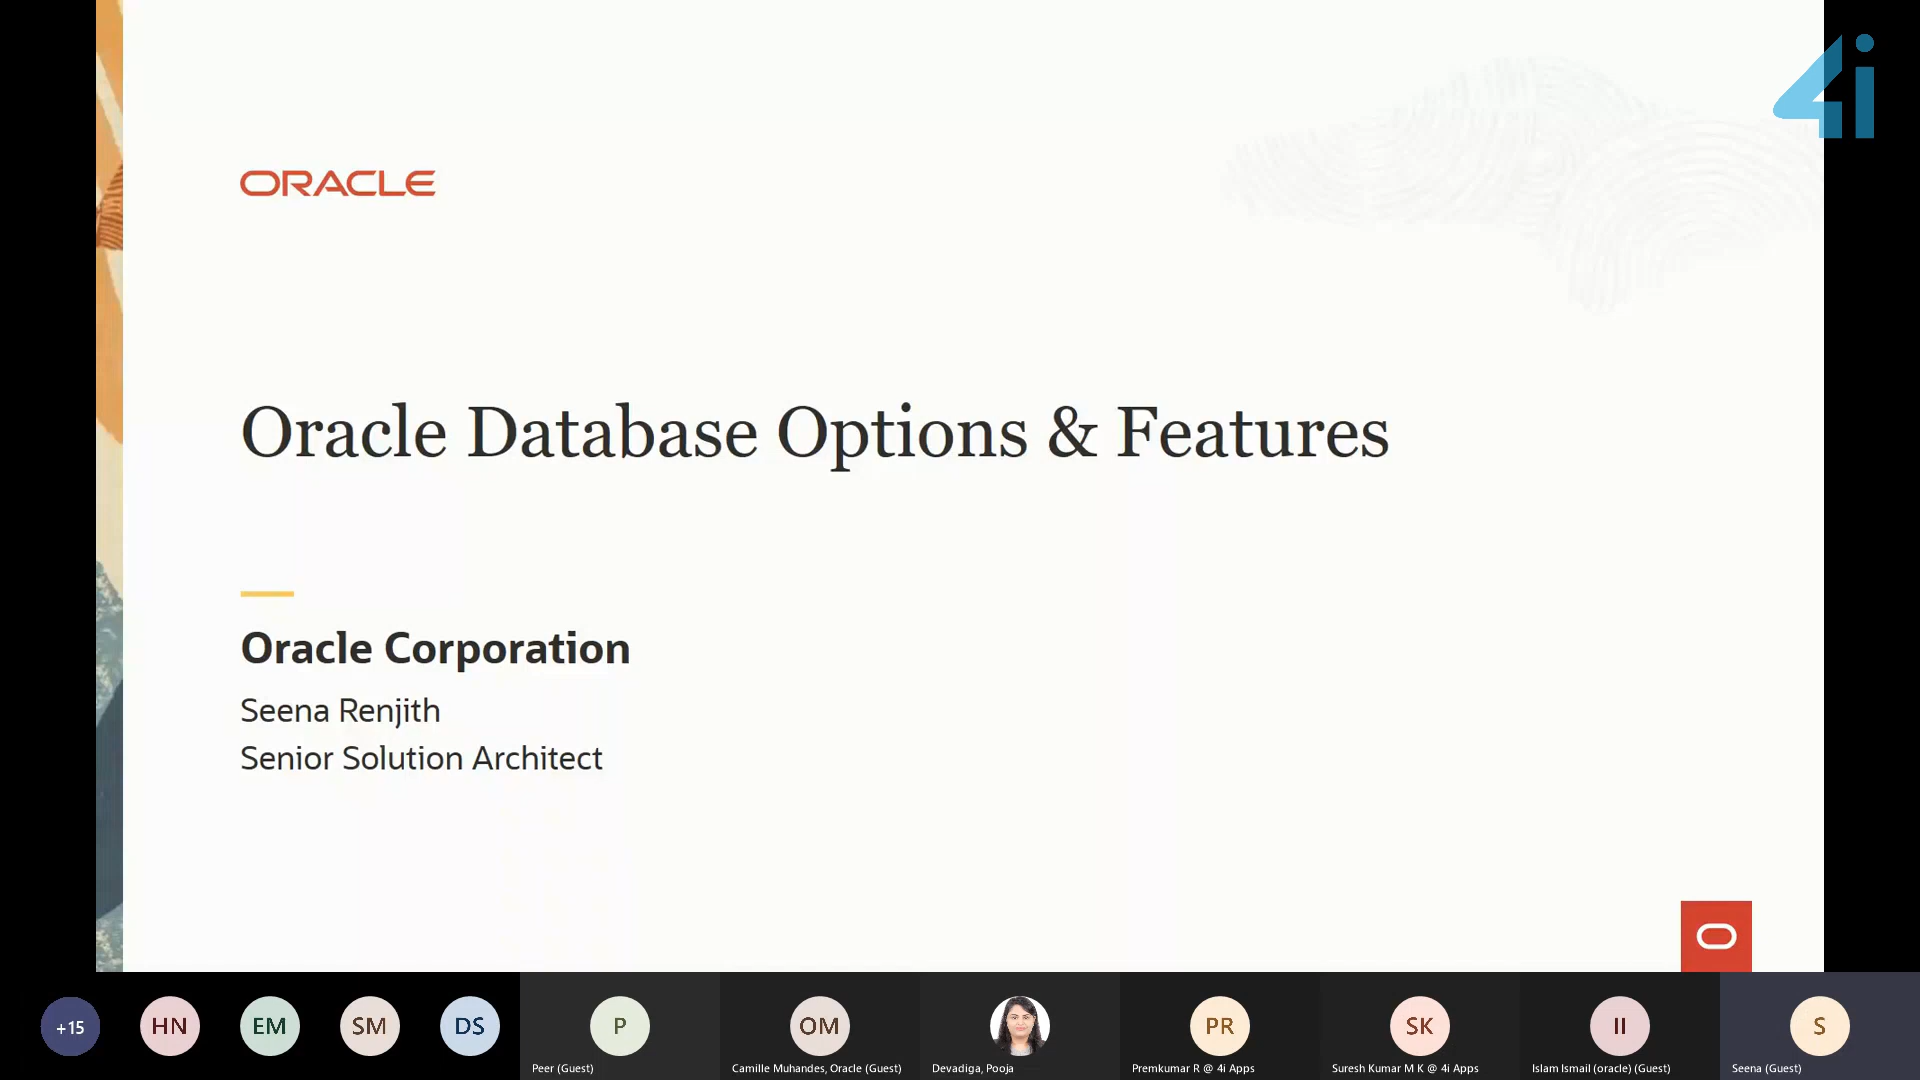 4i
ORACLE
Oracle Database Options & Features
Oracle Corporation
Seena Renjith
Senior Solution Architect
+15
HN
EM
SM
DS
P
OM
PR
SK
II
S
Peer (Guest)
Camille Muhandes, Oracle (Guest)
Devadiga, Pooja
Premkumar R @ 4i Apps
Suresh Kumar M K @ 4i Apps
Islam Ismail (oracle) (Guest)
Seena (Guest)